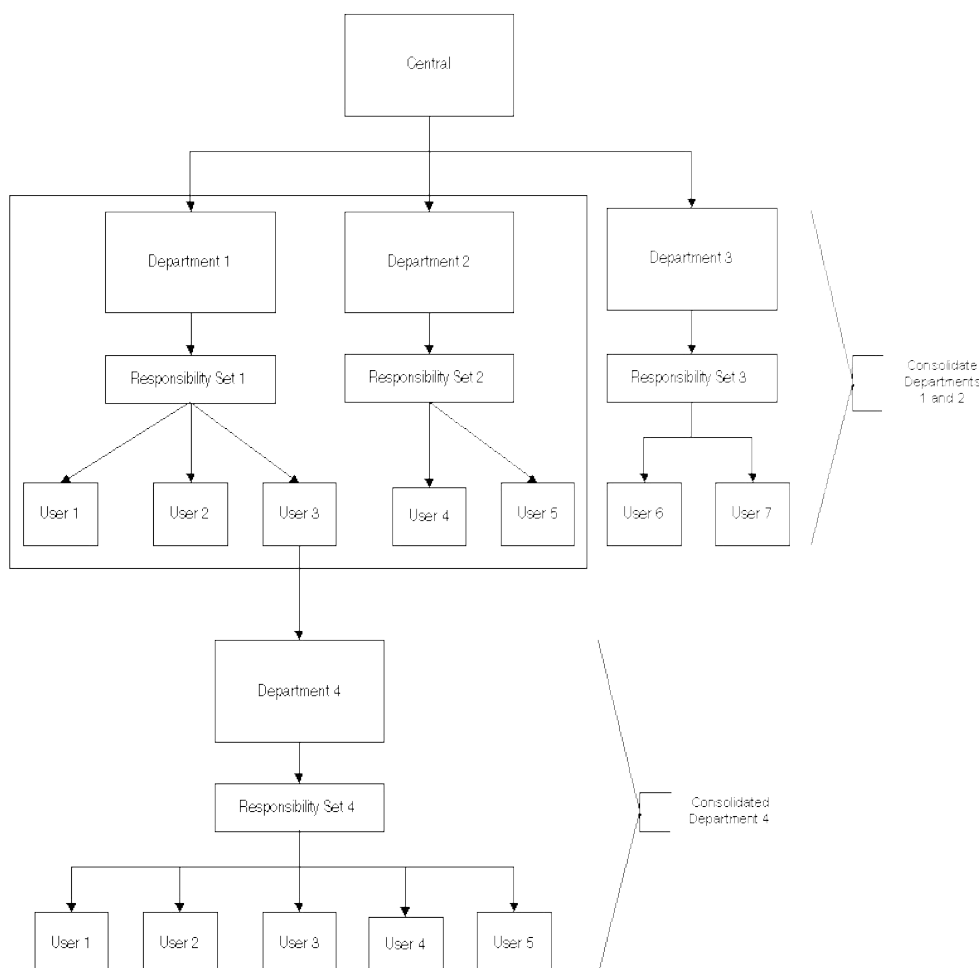 Central
Department 1
Department 2
Department 3
Responsibility Set 1
Responsibility Set 2
Responsibility Set 3
Consolidate
Departments
1 and 2
User 1
User 2
User 3
User 4
User 5
User 6
User 7
Department 4
Responsibility Set 4
Consolidated
Department 4
User 1
User 2
User 3
User 4
User 5